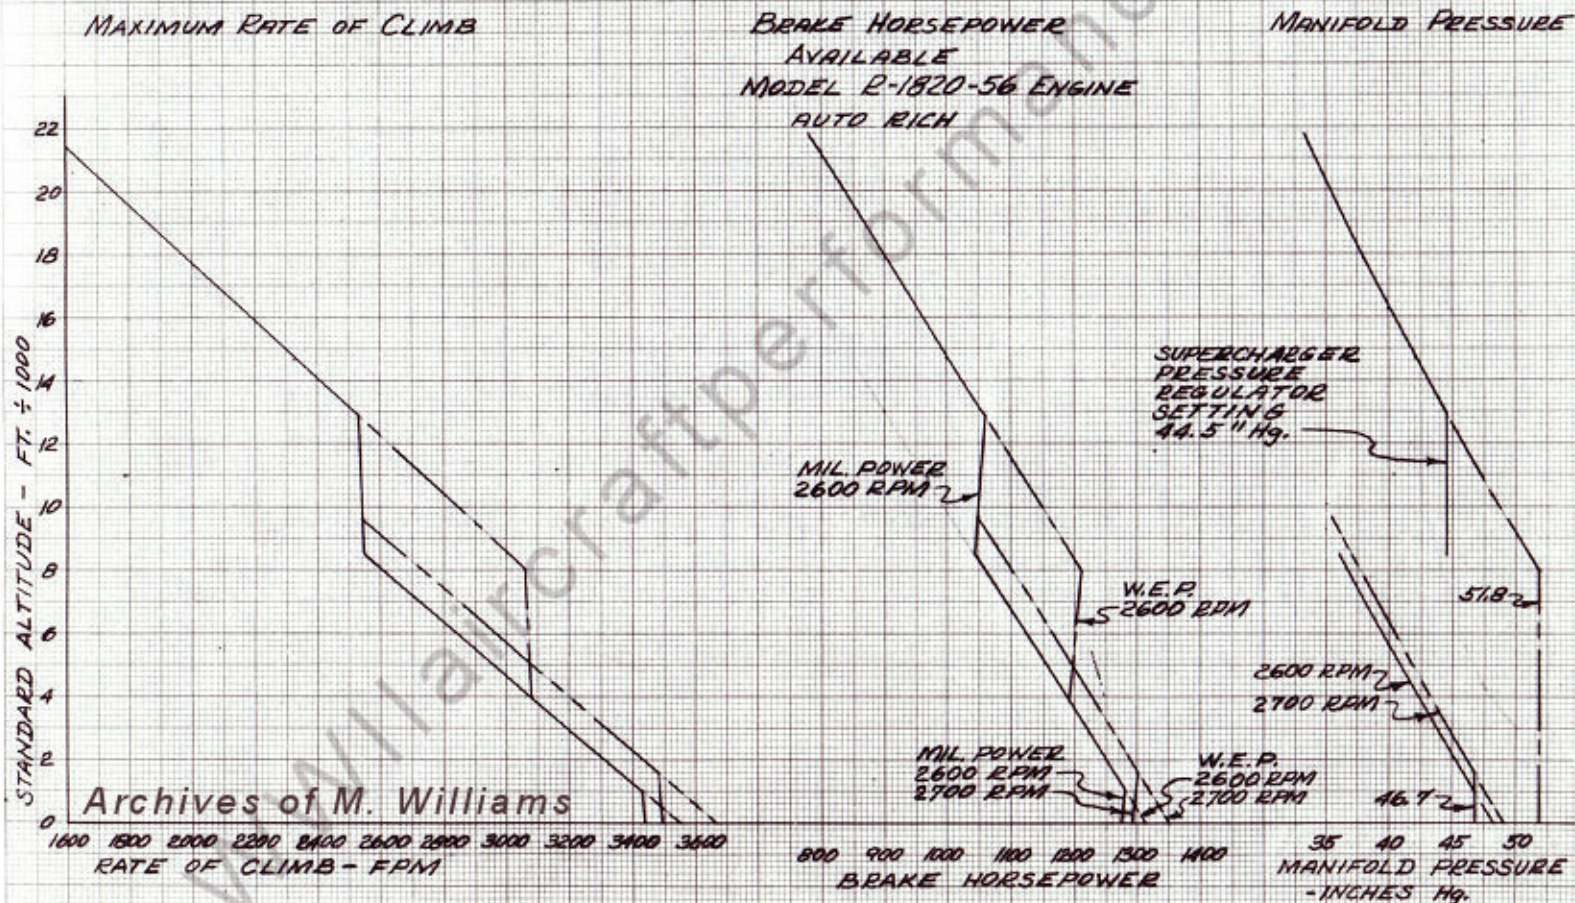 MAXIMUM RATE OF CLIMB
BRAKE HORSEPOWER
AVAILABLE
MODEL R-1820-56 ENGINE
AUTO RICH
MANIFOLD PRESSURE
STANDARD ALTITUDE - FT. ÷ 1000
22
20
18
16
14
12
10
8
6
4
2
0
SUPERCHARGER
PRESSURE
REGULATOR
SETTING
44.5 "Hg.
MIL. POWER
2600 RPM
W.E.P.
2600 RPM
51.8
2600 RPM
2700 RPM
MIL. POWER
2600 RPM
2700 RPM
W.E.P.
2600 RPM
2700 RPM
46.7
Archives of M. Williams
1600 1800 2000 2200 2400 2600 2800 3000 3200 3400 3600
RATE OF CLIMB - FPM
800 900 1000 1100 1200 1300 1400
BRAKE HORSEPOWER
35 40 45 50
MANIFOLD PRESSURE
- INCHES Hg.